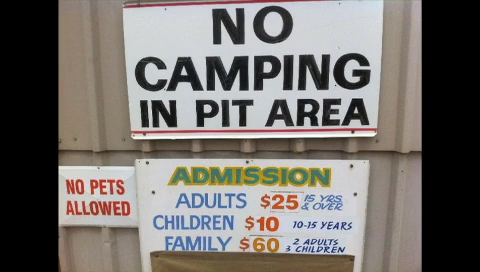 NO
CAMPING
IN PIT AREA
NO PETS
ALLOWED
ADMISSION
ADULTS $25 15 YRS & OVER
CHILDREN $10 10-15 YEARS
FAMILY $60 2 ADULTS 3 CHILDREN